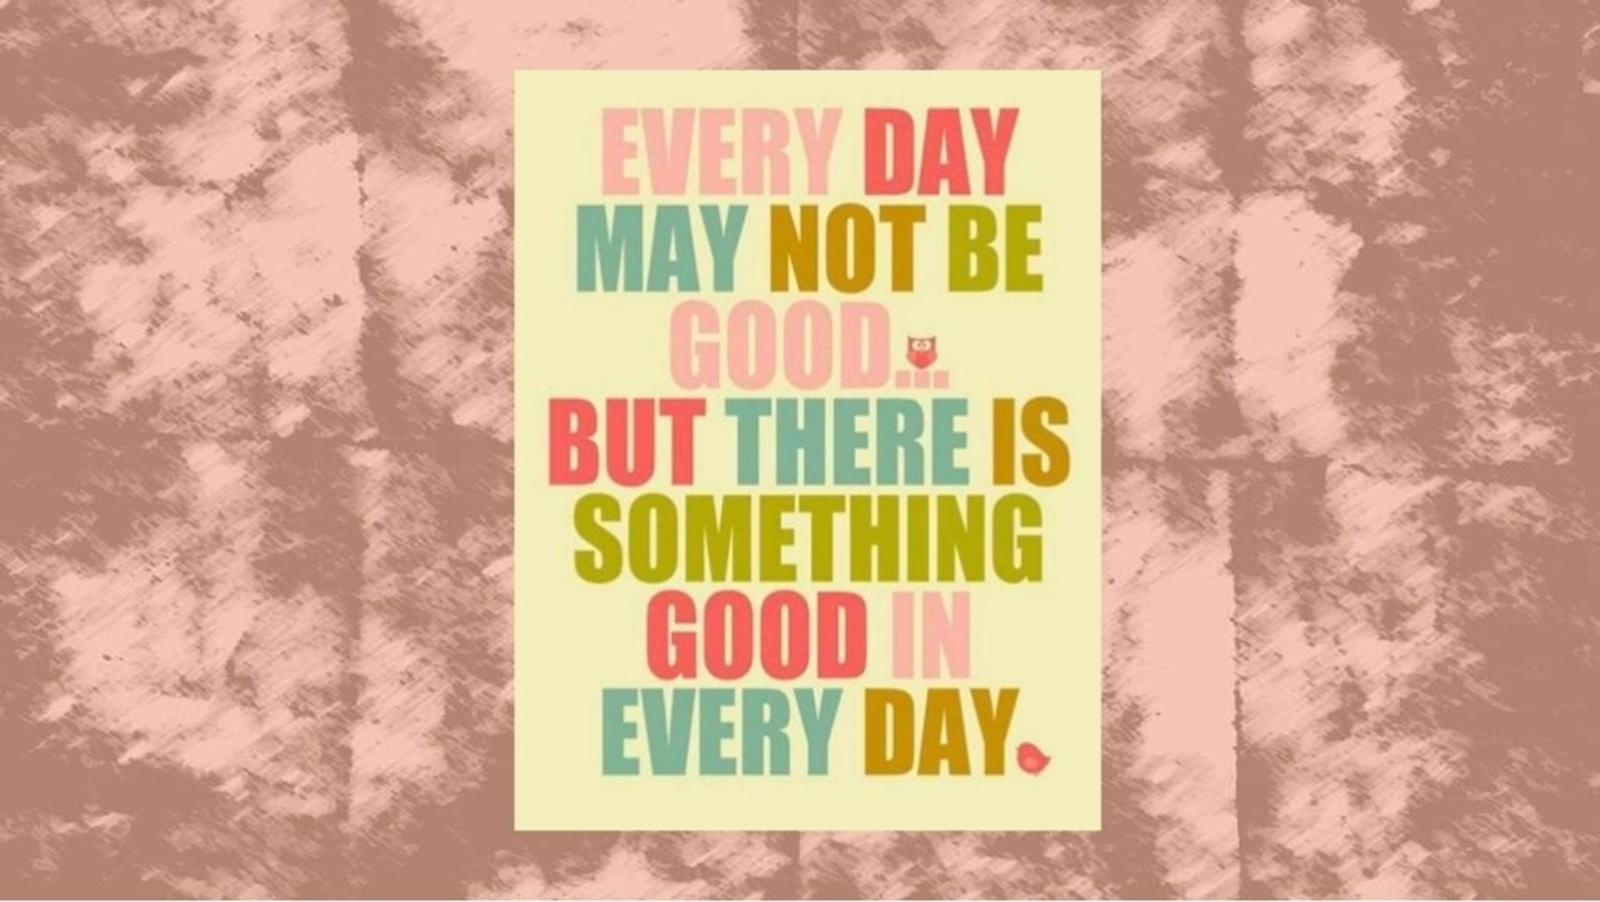 EVERY DAY
MAY NOT BE
GOOD...
BUT THERE IS
SOMETHING
GOOD IN
EVERY DAY.